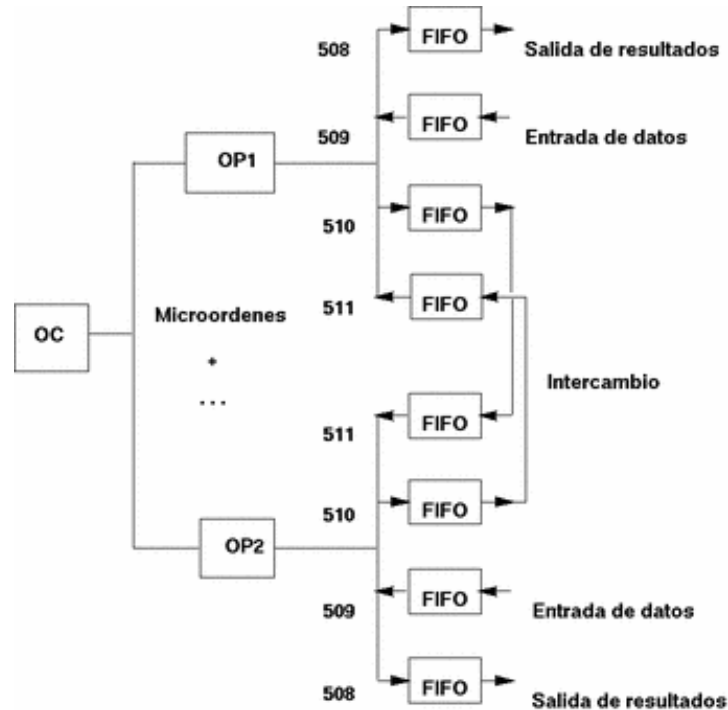 508 FIFO Salida de resultados
509 FIFO Entrada de datos
OP1
510 FIFO
511 FIFO
OC
Microordenes
+
...
Intercambio
511 FIFO
510 FIFO
OP2
509 FIFO Entrada de datos
508 FIFO Salida de resultados